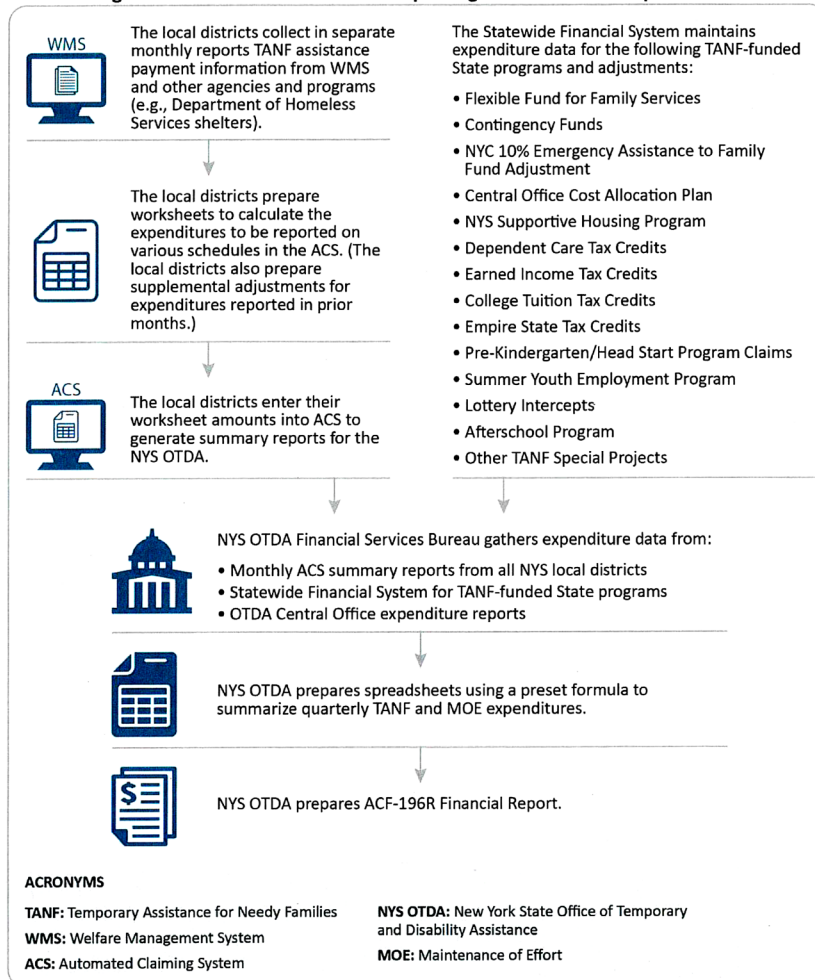 WMS
The local districts collect in separate
monthly reports TANF assistance
payment information from WMS
and other agencies and programs
(e.g., Department of Homeless
Services shelters).
The local districts prepare
worksheets to calculate the
expenditures to be reported on
various schedules in the ACS. (The
local districts also prepare
supplemental adjustments for
expenditures reported in prior
months.)
ACS
The local districts enter their
worksheet amounts into ACS to
generate summary reports for the
NYS OTDA.
The Statewide Financial System maintains
expenditure data for the following TANF-funded
State programs and adjustments:
• Flexible Fund for Family Services
• Contingency Funds
• NYC 10% Emergency Assistance to Family
Fund Adjustment
• Central Office Cost Allocation Plan
• NYS Supportive Housing Program
• Dependent Care Tax Credits
• Earned Income Tax Credits
• College Tuition Tax Credits
• Empire State Tax Credits
• Pre-Kindergarten/Head Start Program Claims
• Summer Youth Employment Program
• Lottery Intercepts
• Afterschool Program
• Other TANF Special Projects
NYS OTDA Financial Services Bureau gathers expenditure data from:
• Monthly ACS summary reports from all NYS local districts
• Statewide Financial System for TANF-funded State programs
• OTDA Central Office expenditure reports
NYS OTDA prepares spreadsheets using a preset formula to
summarize quarterly TANF and MOE expenditures.
$
NYS OTDA prepares ACF-196R Financial Report.
ACRONYMS
TANF: Temporary Assistance for Needy Families
WMS: Welfare Management System
ACS: Automated Claiming System
NYS OTDA: New York State Office of Temporary
and Disability Assistance
MOE: Maintenance of Effort